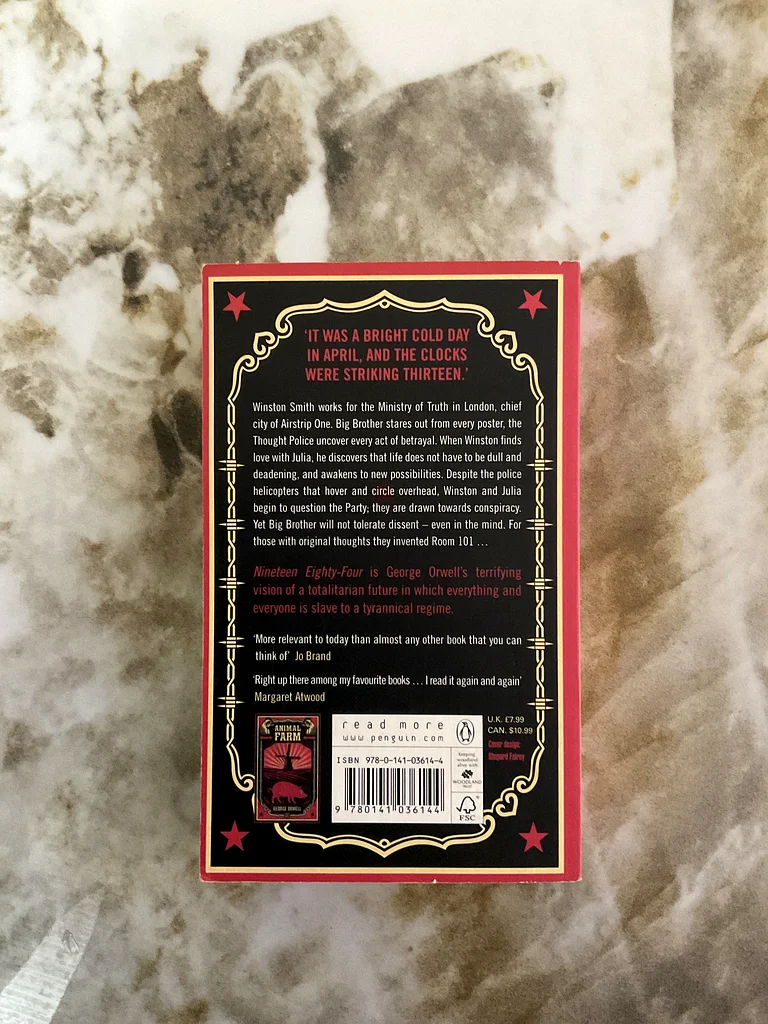 ‘IT WAS A BRIGHT COLD DAY
IN APRIL, AND THE CLOCKS
WERE STRIKING THIRTEEN.’
Winston Smith works for the Ministry of Truth in London, chief
city of Airstrip One. Big Brother stares out from every poster, the
Thought Police uncover every act of betrayal. When Winston finds
love with Julia, he discovers that life does not have to be dull and
deadening, and awakens to new possibilities. Despite the police
helicopters that hover and circle overhead, Winston and Julia
begin to question the Party; they are drawn towards conspiracy.
Yet Big Brother will not tolerate dissent – even in the mind. For
those with original thoughts they invented Room 101 …
Nineteen Eighty-Four is George Orwell’s terrifying
vision of a totalitarian future in which everything and
everyone is slave to a tyrannical regime.
‘More relevant to today than almost any other book that you can
think of’ Jo Brand
‘Right up there among my favourite books … I read it again and again’
Margaret Atwood
ANIMAL
FARM
GEORGE ORWELL
read more
www.penguin.com
ISBN 978-0-141-03614-4
9 780141 036144
Keeping
woodland
alive with
WOODLAND
TRUST
FSC
U.K. £7.99
CAN. $10.99
Cover design:
Shepard Fairey